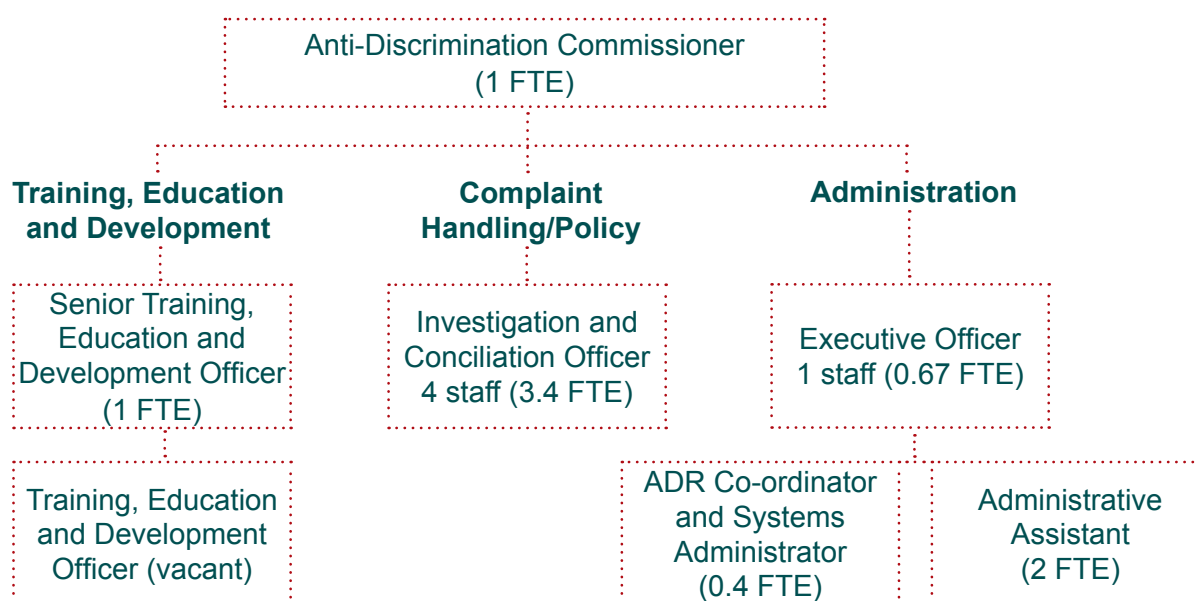 Anti-Discrimination Commissioner
(1 FTE)
Training, Education
and Development
Complaint
Handling/Policy
Administration
Senior Training,
Education and
Development Officer
(1 FTE)
Investigation and
Conciliation Officer
4 staff (3.4 FTE)
Executive Officer
1 staff (0.67 FTE)
Training, Education
and Development
Officer (vacant)
ADR Co-ordinator
and Systems
Administrator
(0.4 FTE)
Administrative
Assistant
(2 FTE)